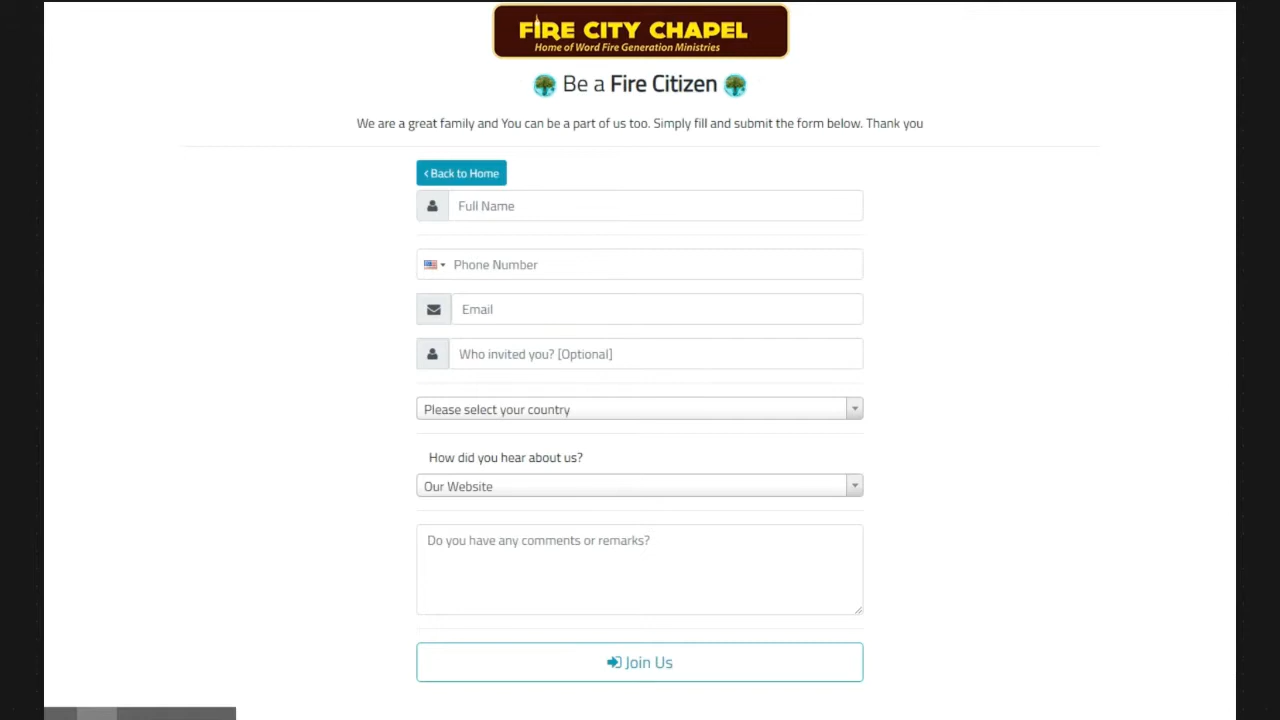 FIRE CITY CHAPEL
Home of Word Fire Generation Ministries
Be a Fire Citizen
We are a great family and You can be a part of us too. Simply fill and submit the form below. Thank you
Back to Home
Full Name
Phone Number
Email
Who invited you? [Optional]
Please select your country
How did you hear about us?
Our Website
Do you have any comments or remarks?
Join Us